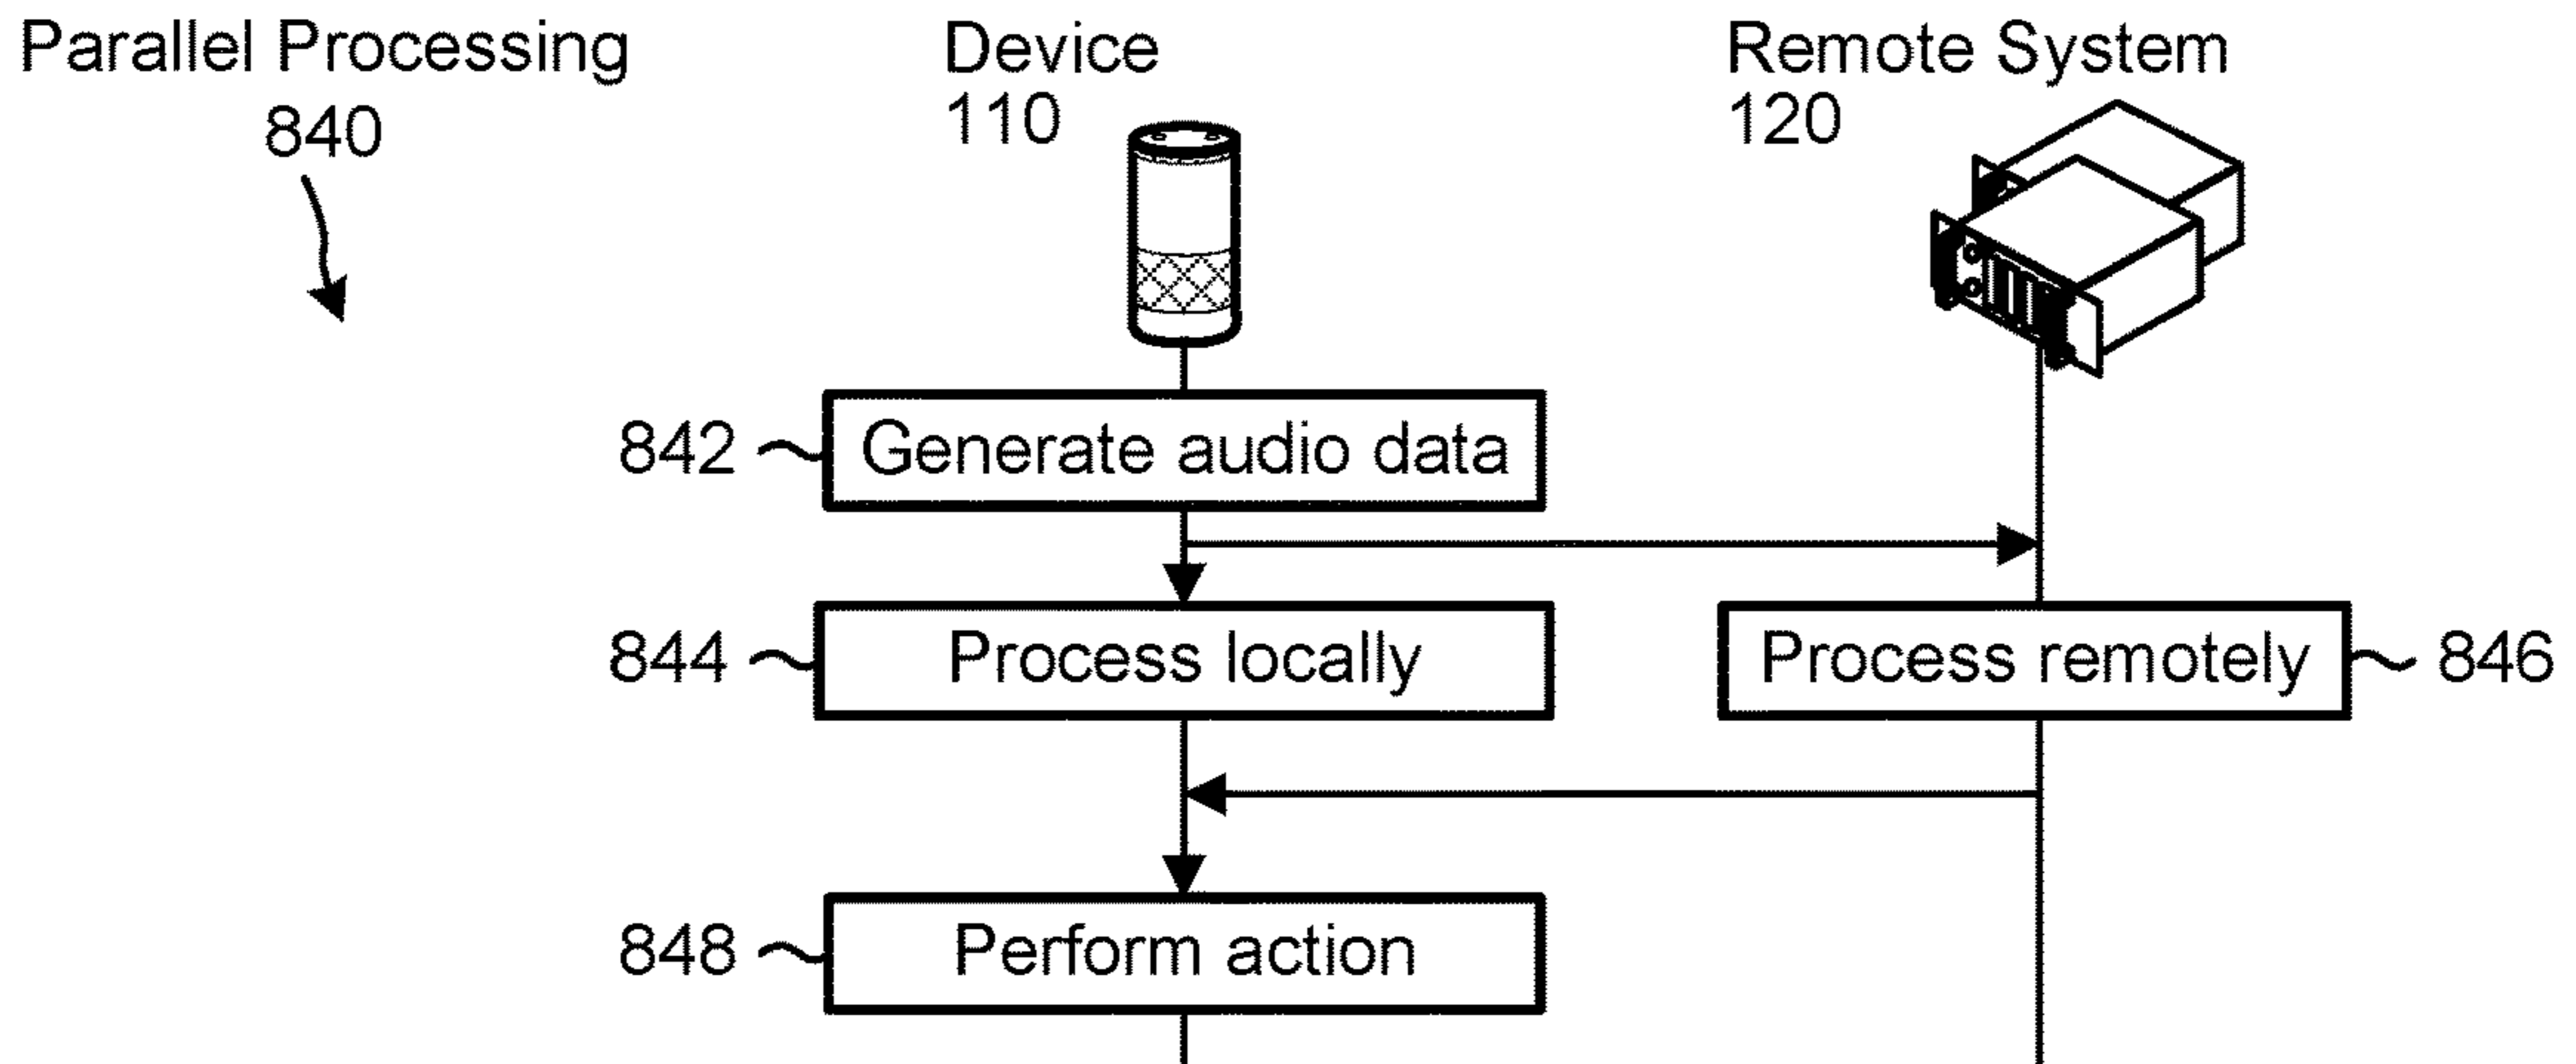 Parallel Processing
840
Device
110
Remote System
120
842
Generate audio data
844
Process locally
Process remotely
846
848
Perform action